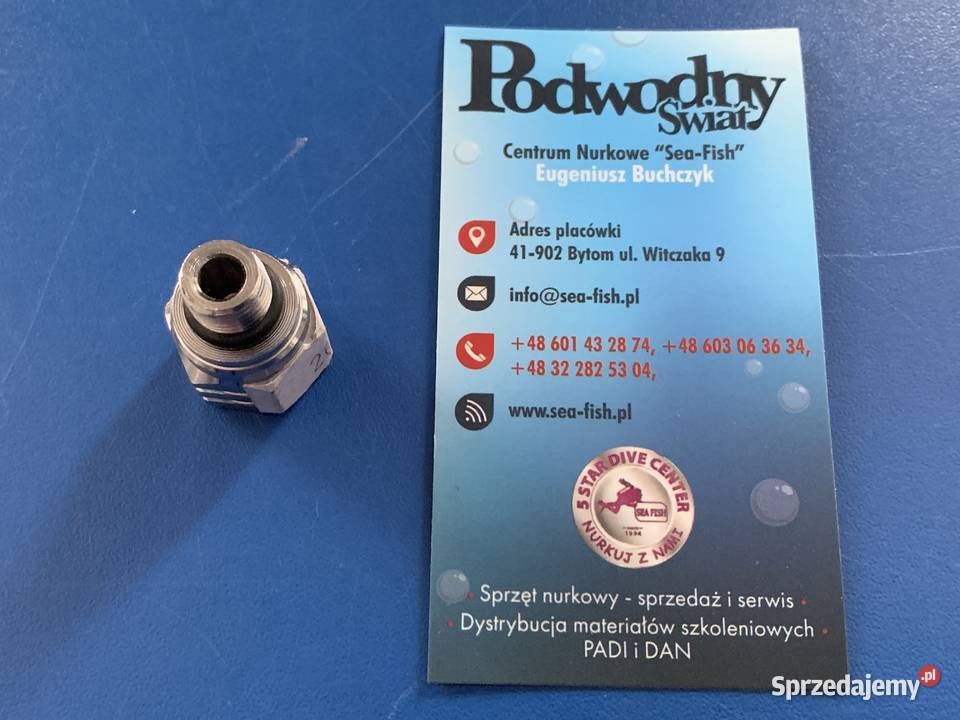 Podwodny
Świat
Centrum Nurkowe "Sea-Fish"
Eugeniusz Buchczyk
Adres placówki
41-902 Bytom ul. Witczaka 9
info@sea-fish.pl
+48 601 43 28 74, +48 603 06 36 34,
+48 32 282 53 04,
www.sea-fish.pl
5 STAR DIVE CENTER
SEA FISH
1994
NURKUJ Z NAMI
• Sprzęt nurkowy - sprzedaż i serwis •
• Dystrybucja materiałów szkoleniowych •
PADI i DAN
Sprzedajemy.pl